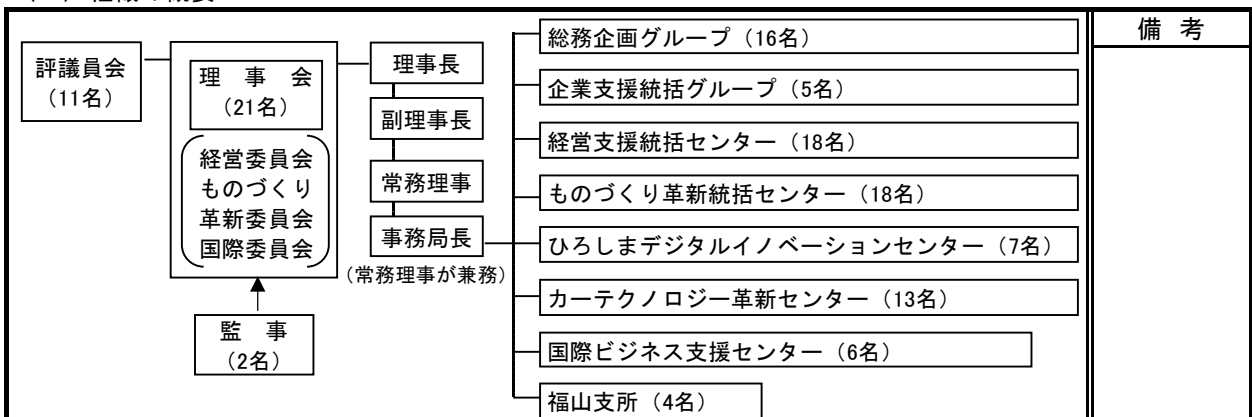 備 考
評議員会
（11名）
理 事 会
（21名）
経営委員会
ものづくり
革新委員会
国際委員会
監 事
（2名）
理事長
副理事長
常務理事
事務局長
（常務理事が兼務）
総務企画グループ（16名）
企業支援統括グループ（5名）
経営支援統括センター（18名）
ものづくり革新統括センター（18名）
ひろしまデジタルイノベーションセンター（7名）
カーテクノロジー革新センター（13名）
国際ビジネス支援センター（6名）
福山支所（4名）